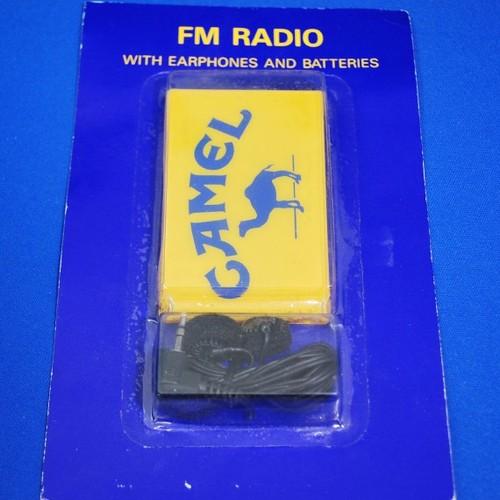 FM RADIO
WITH EARPHONES AND BATTERIES
CAMEL